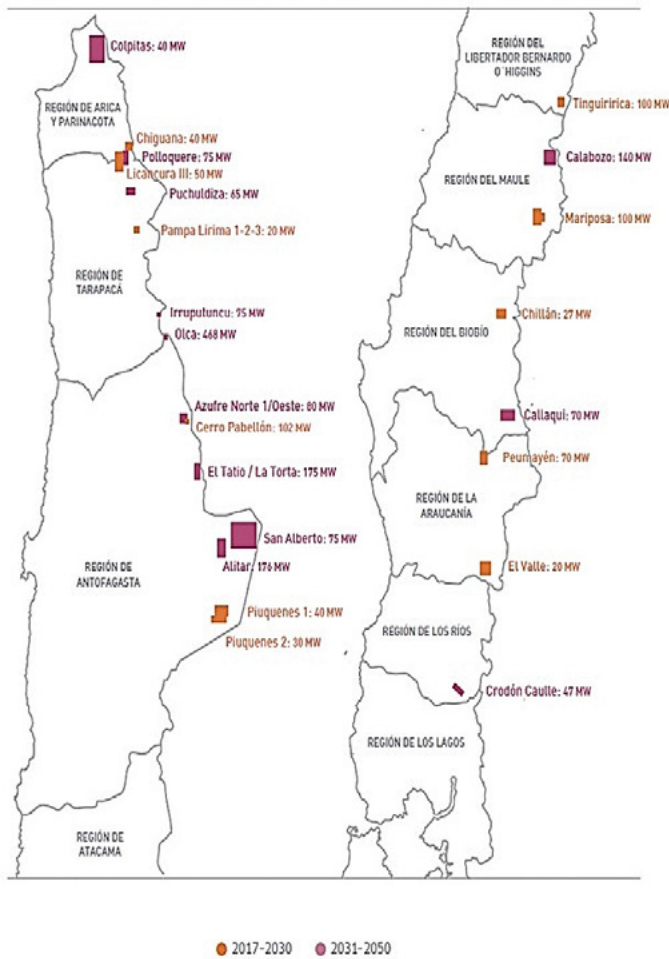 Colpitas: 40 MW
REGIÓN DE ARICA
Y PARINACOTA
Chiguana: 40 MW
Polloquere: 75 MW
Licancura III: 50 MW
Puchuldiza: 65 MW
Pampa Lirima 1-2-3: 20 MW
REGIÓN DE
TARAPACÁ
Irruputuncu: 75 MW
Olca: 468 MW
Azufre Norte 1/Oeste: 80 MW
Cerro Pabellón: 102 MW
El Tatio / La Torta: 175 MW
San Alberto: 75 MW
Alitar: 176 MW
REGIÓN DE
ANTOFAGASTA
Piuquenes 1: 40 MW
Piuquenes 2: 30 MW
REGIÓN DE
ATACAMA
REGIÓN DEL
LIBERTADOR BERNARDO
O´HIGGINS
Tinguiririca: 100 MW
Calabozo: 140 MW
REGIÓN DEL MAULE
Mariposa: 100 MW
Chillán: 27 MW
REGIÓN DEL BIOBÍO
Callaqui: 70 MW
Peumayén: 70 MW
REGIÓN DE LA
ARAUCANÍA
El Valle: 20 MW
REGIÓN DE LOS RÍOS
Crodón Caulle: 47 MW
REGIÓN DE LOS LAGOS
2017-2030
2031-2050